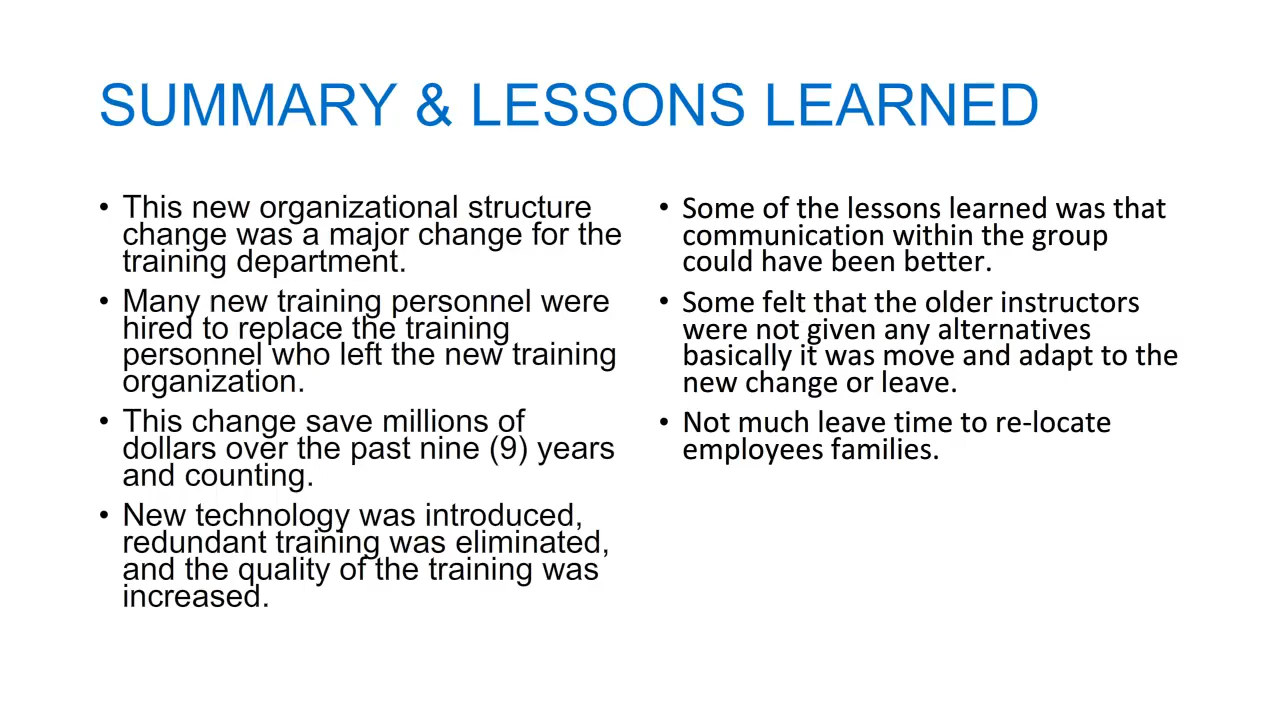 SUMMARY & LESSONS LEARNED
• This new organizational structure
change was a major change for the
training department.
• Many new training personnel were
hired to replace the training
personnel who left the new training
organization.
• This change save millions of
dollars over the past nine (9) years
and counting.
• New technology was introduced,
redundant training was eliminated,
and the quality of the training was
increased.
• Some of the lessons learned was that
communication within the group
could have been better.
• Some felt that the older instructors
were not given any alternatives
basically it was move and adapt to the
new change or leave.
• Not much leave time to re-locate
employees families.